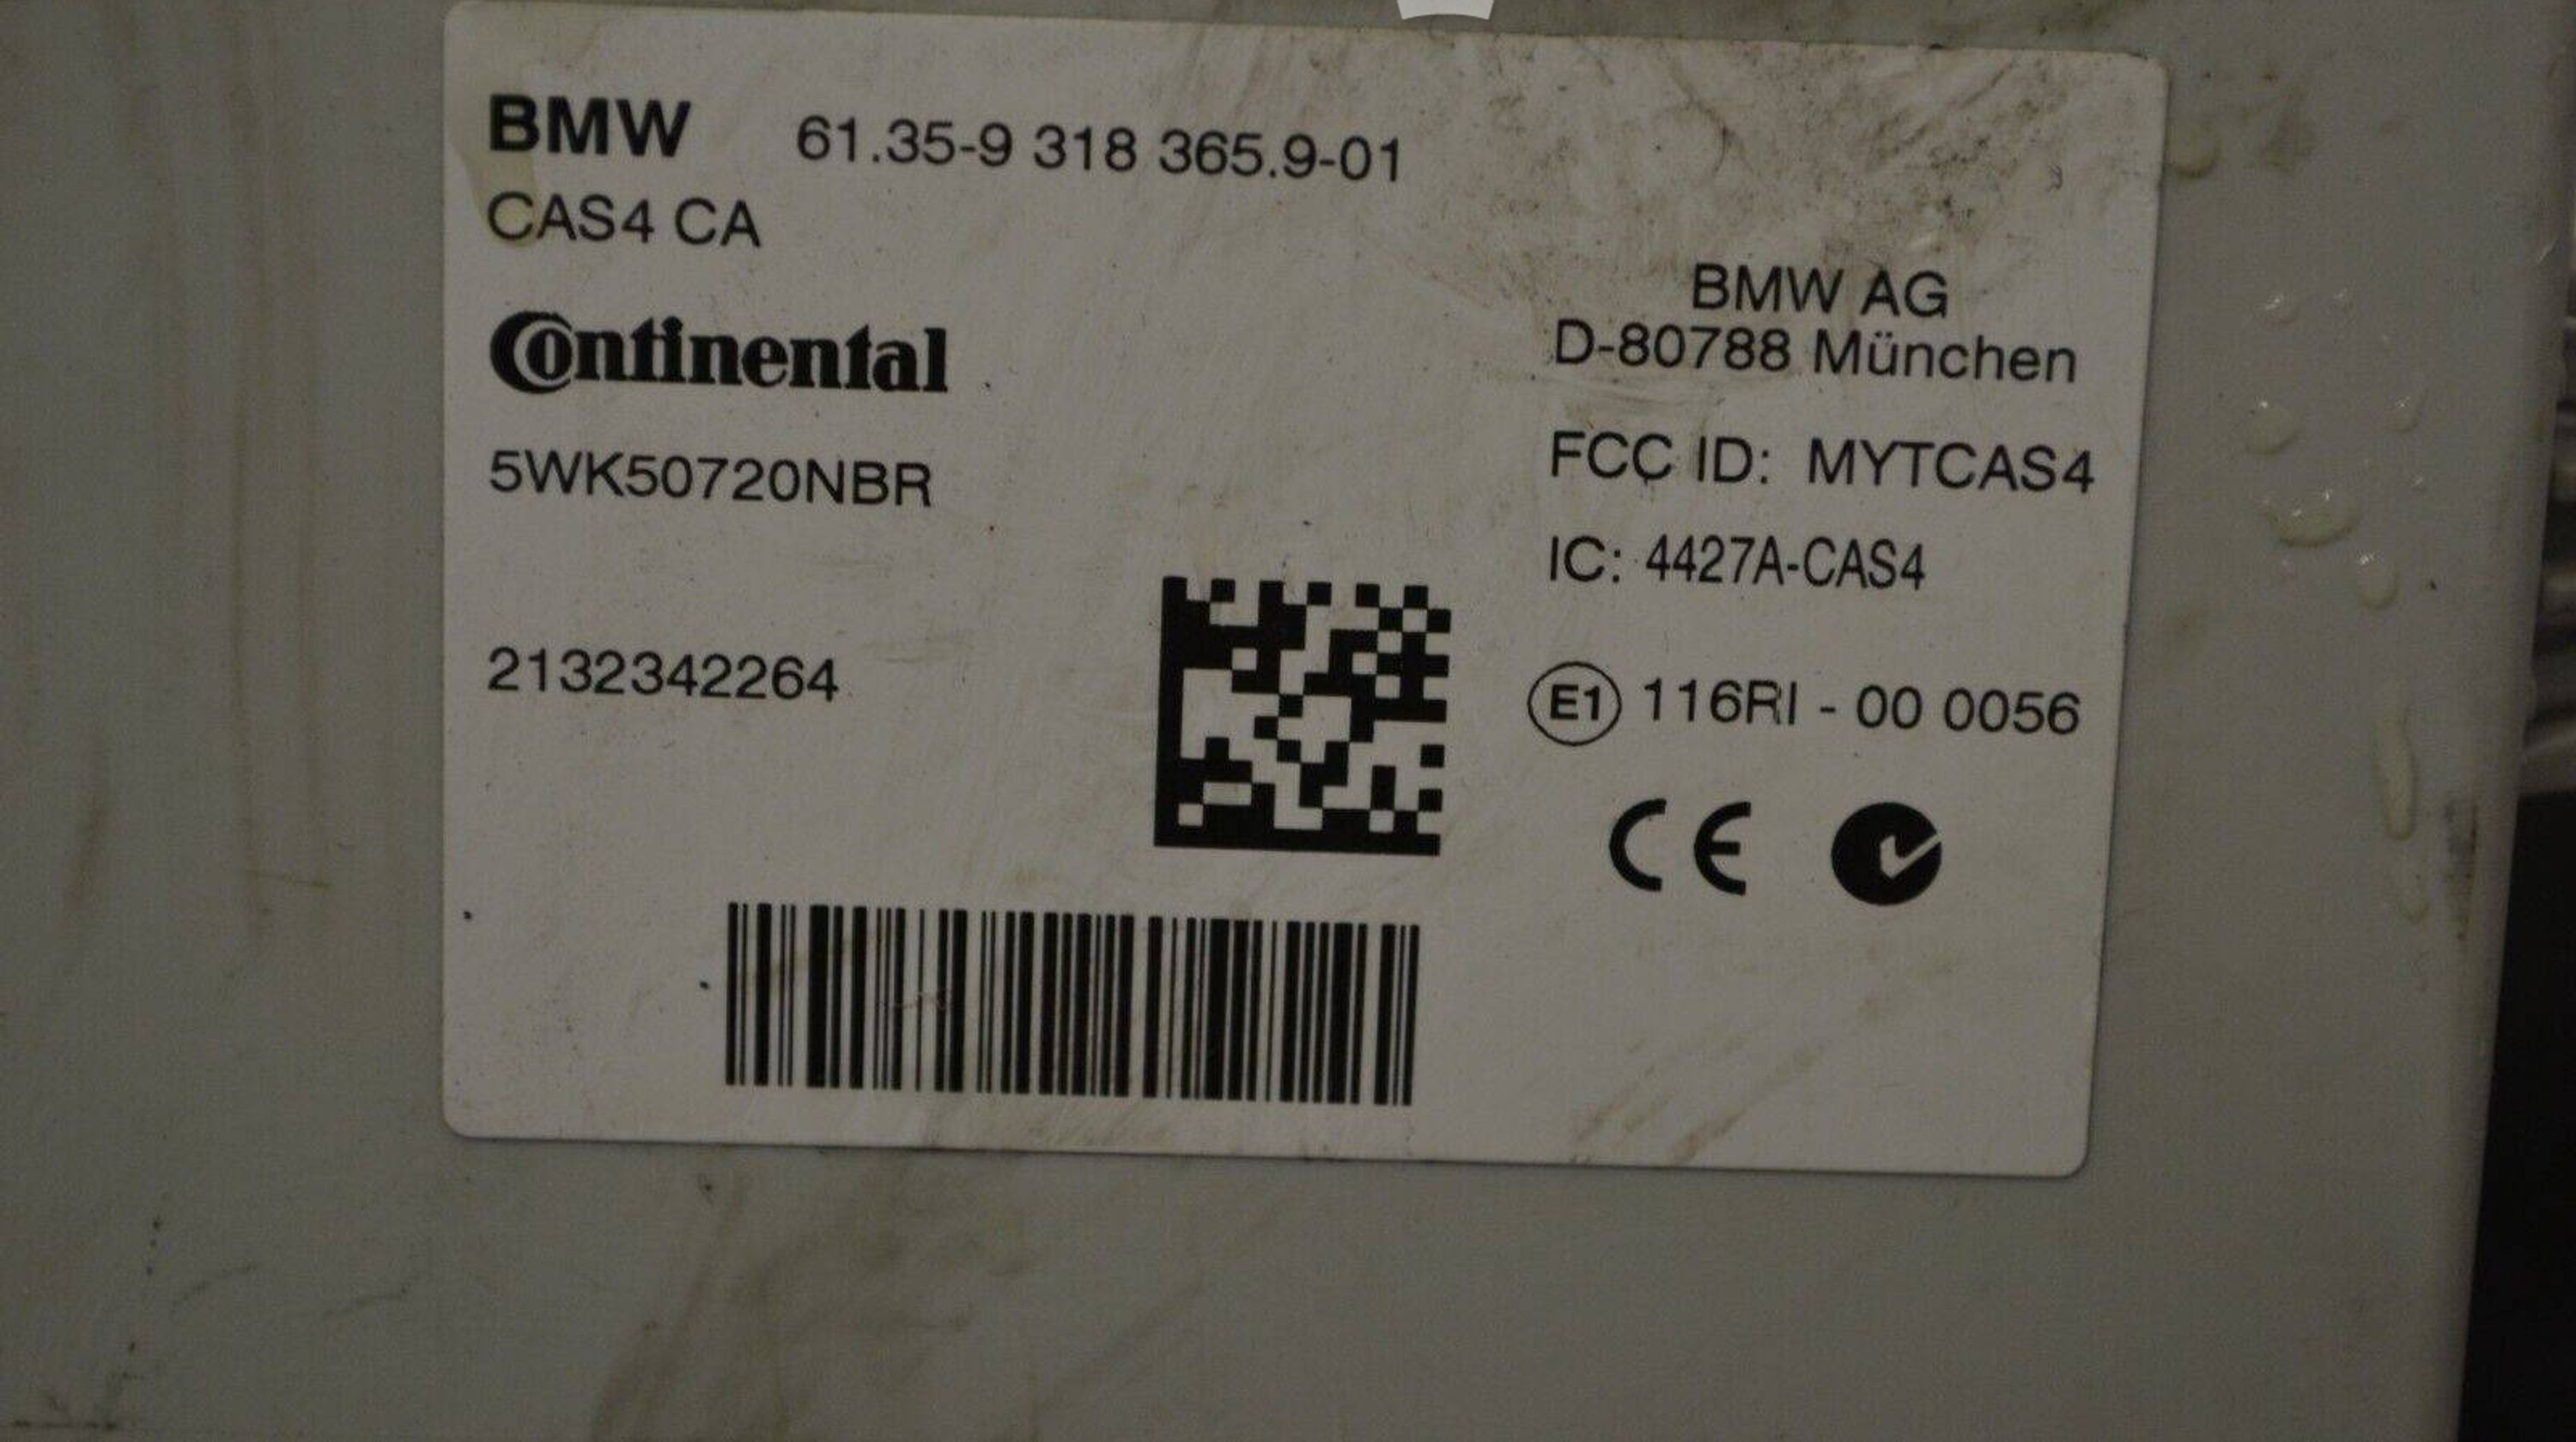 BMW 61.35-9 318 365.9-01
CAS4 CA
Continental
5WK50720NBR
2132342264
BMW AG
D-80788 München
FCC ID: MYTCAS4
IC: 4427A-CAS4
E1 116RI - 00 0056
CE